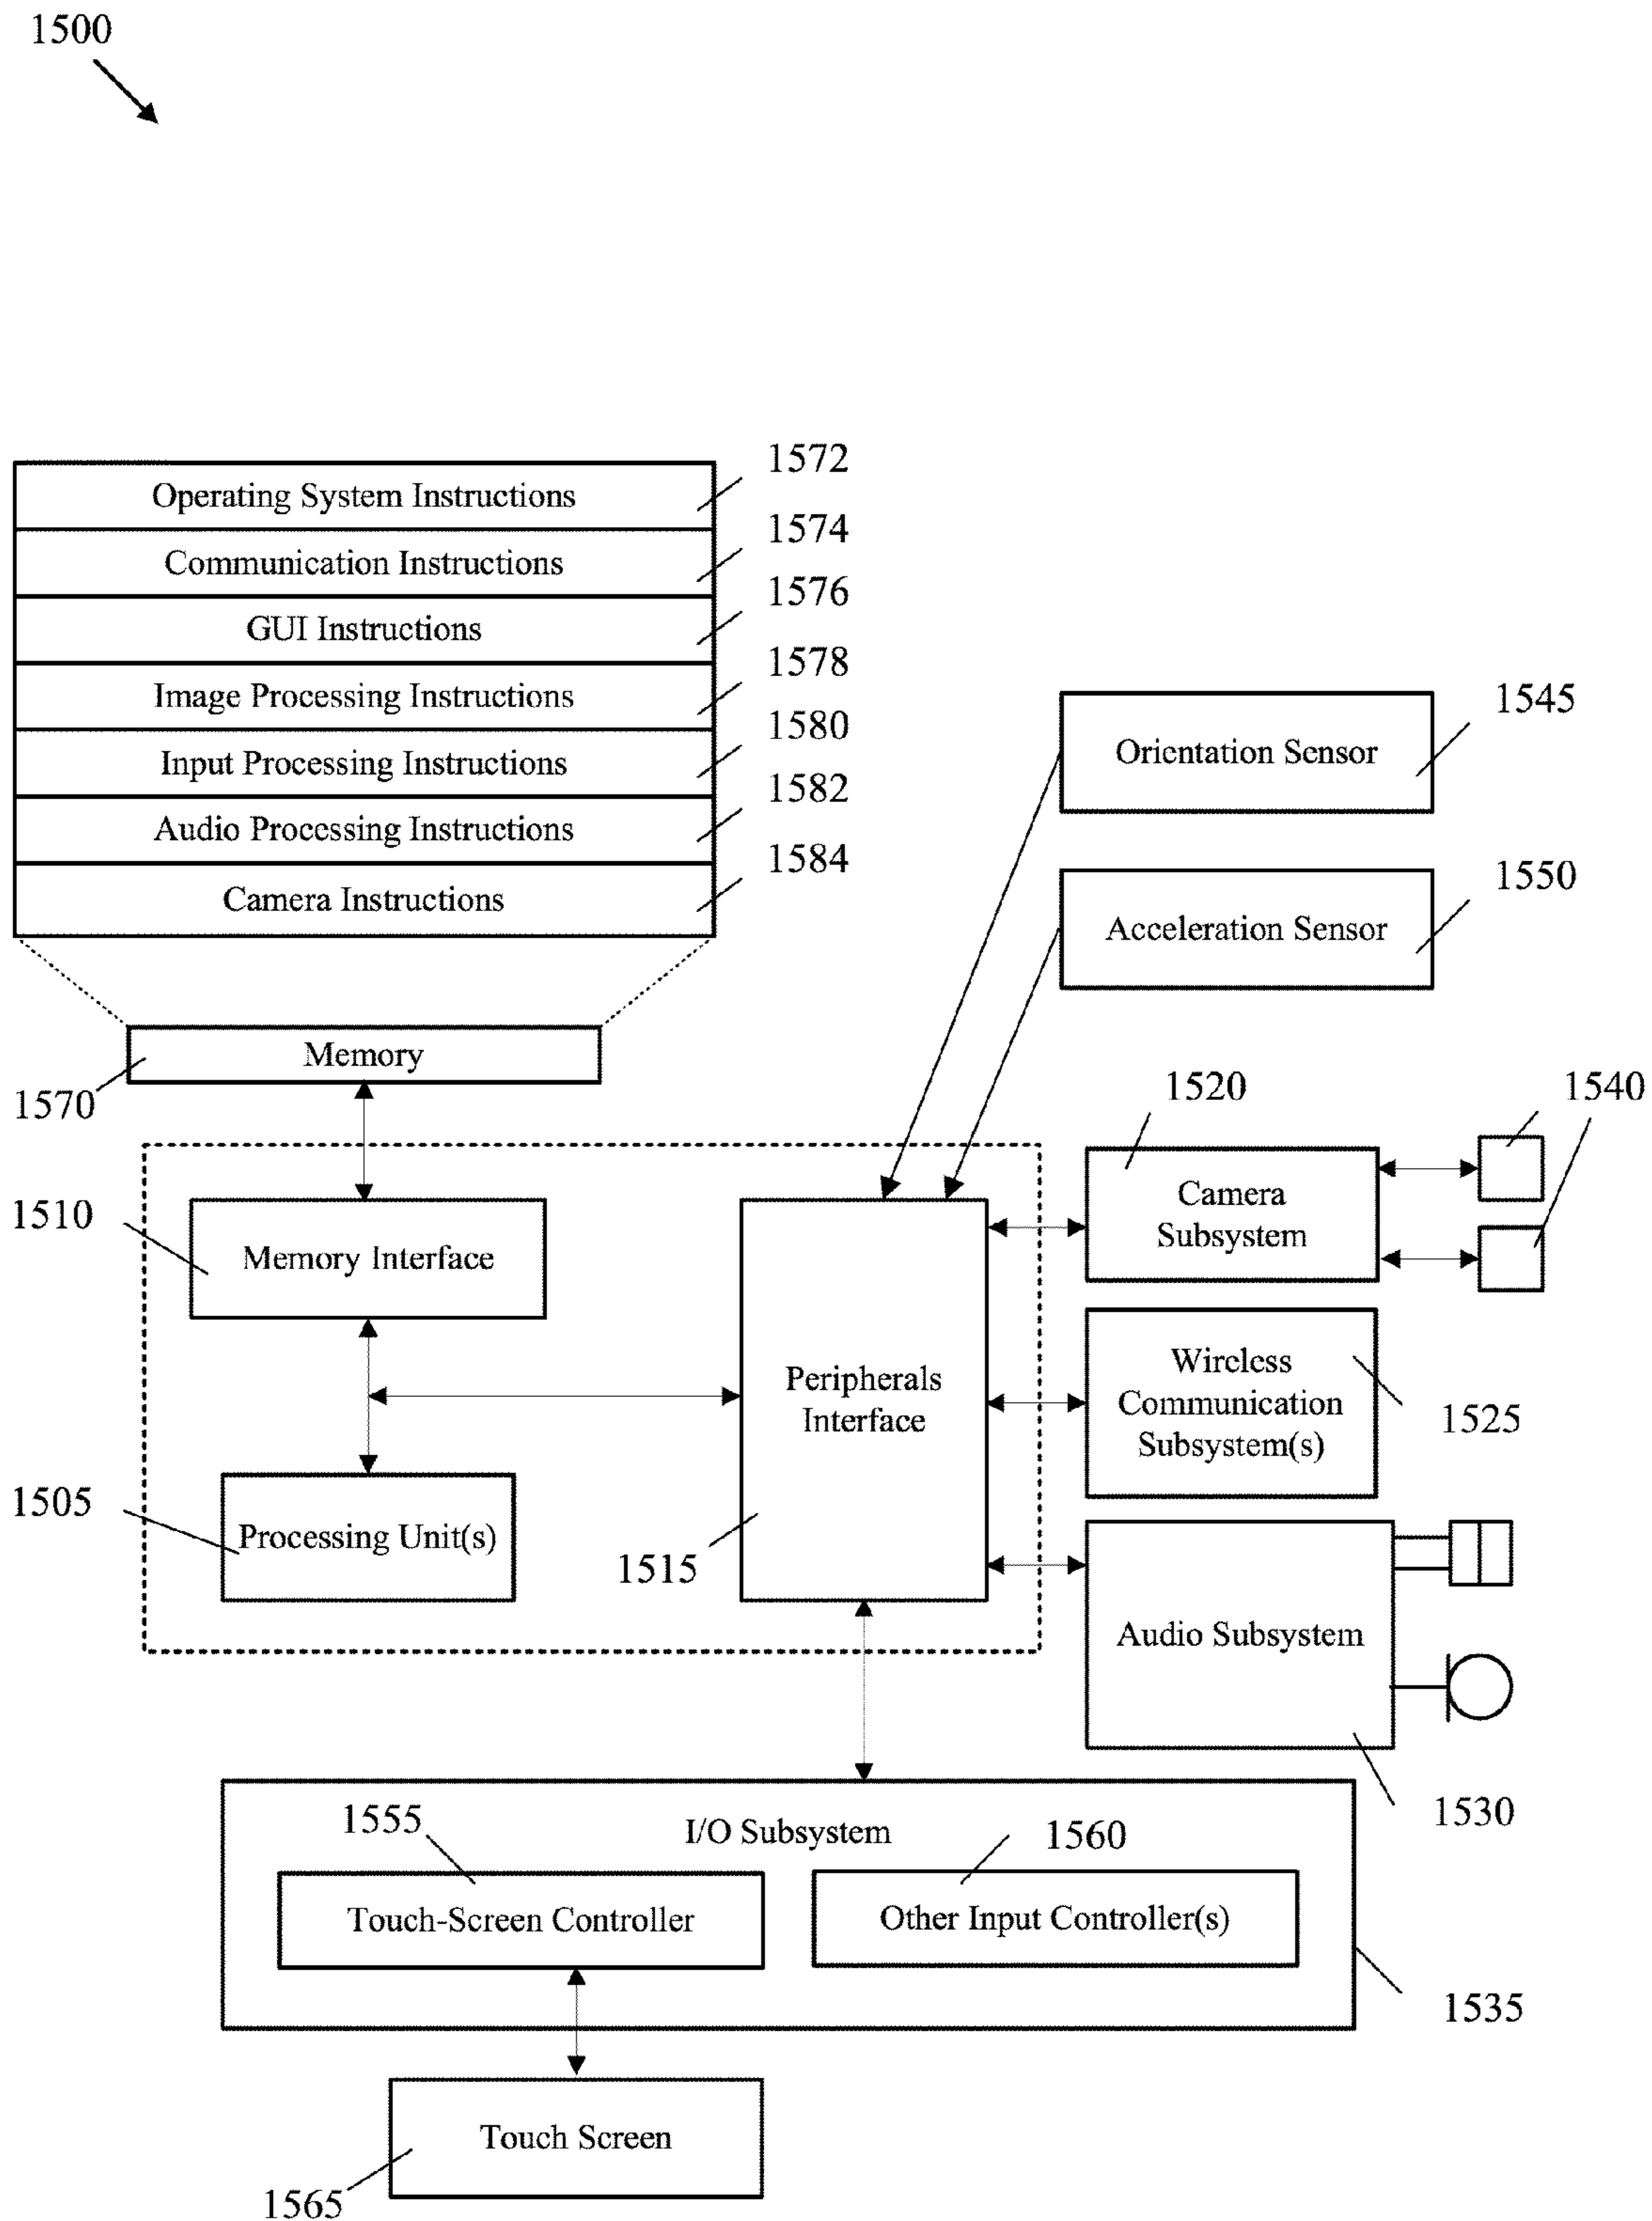 1500
1572
Operating System Instructions
1574
Communication Instructions
1576
GUI Instructions
1578
Image Processing Instructions
1580
Input Processing Instructions
1582
Audio Processing Instructions
1584
Camera Instructions
1545
Orientation Sensor
1550
Acceleration Sensor
Memory
1570
1520
1540
1510
Memory Interface
Camera
Subsystem
Peripherals
Interface
Wireless
Communication
Subsystem(s)
1525
1505
Processing Unit(s)
1515
Audio Subsystem
1530
1555
I/O Subsystem
1560
Touch-Screen Controller
Other Input Controller(s)
1535
Touch Screen
1565